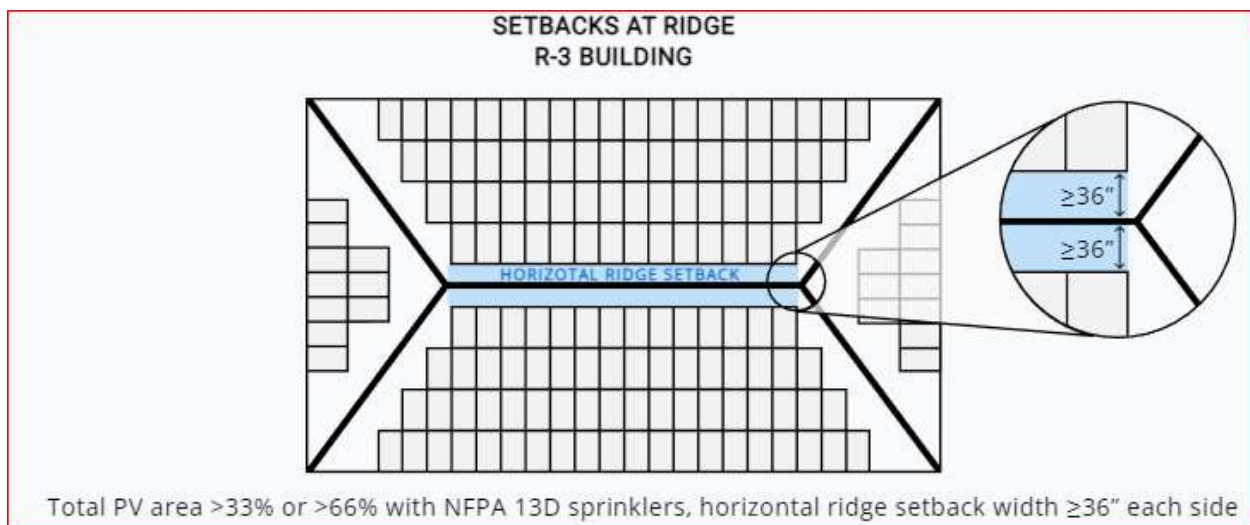 SETBACKS AT RIDGE
R-3 BUILDING
HORIZOTAL RIDGE SETBACK
≥36”
≥36”
Total PV area >33% or >66% with NFPA 13D sprinklers, horizontal ridge setback width ≥36” each side